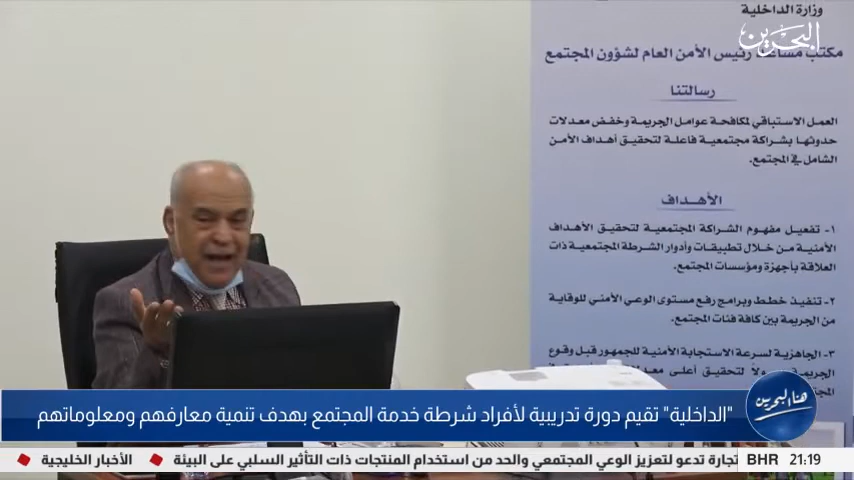 وزارة الداخلية
البحرين
مكتب مساعد رئيس الأمن العام لشؤون المجتمع
رسالتنا
العمل الاستباقي لمكافحة عوامل الجريمة وخفض معدلات
حدوثها بشراكة مجتمعية فاعلة لتحقيق أهداف الأمن
الشامل في المجتمع.
الأهداف
١- تفعيل مفهوم الشراكة المجتمعية لتحقيق الأهداف
الأمنية من خلال تطبيقات وأدوار الشرطة المجتمعية ذات
العلاقة بأجهزة ومؤسسات المجتمع.
٢- تنفيذ خطط وبرامج رفع مستوى الوعي الأمني للوقاية
من الجريمة بين كافة فئات المجتمع.
٣- الجاهزية لسرعة الاستجابة الأمنية للجمهور قبل وقوع
الجريمة لتحقيق أعلى
هنا البحرين
"الداخلية" تقيم دورة تدريبية لأفراد شرطة خدمة المجتمع بهدف تنمية معارفهم ومعلوماتهم
BHR 21:19
تجارة تدعو لتعزيز الوعي المجتمعي والحد من استخدام المنتجات ذات التأثير السلبي على البيئة
الأخبار الخليجية